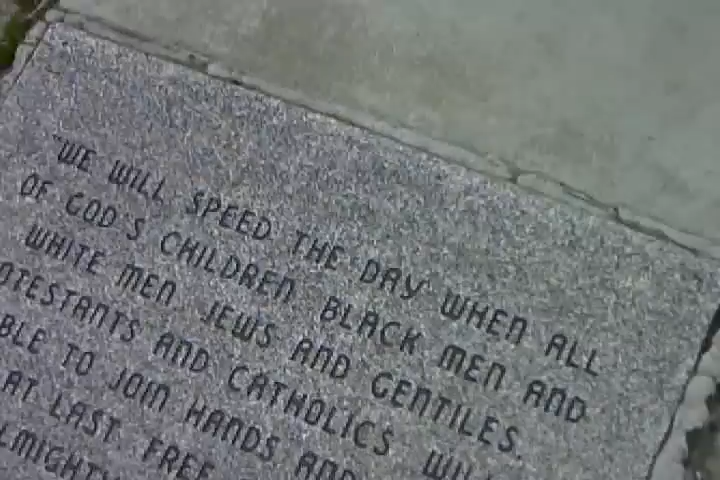 "WE WILL SPEED THE DAY WHEN ALL
OF GOD'S CHILDREN BLACK MEN AND
WHITE MEN JEWS AND GENTILES.
OTESTANTS AND CATHOLICS WIL
BLE TO JOIN HANDS AND
AT LAST FREE
LMIGHTY